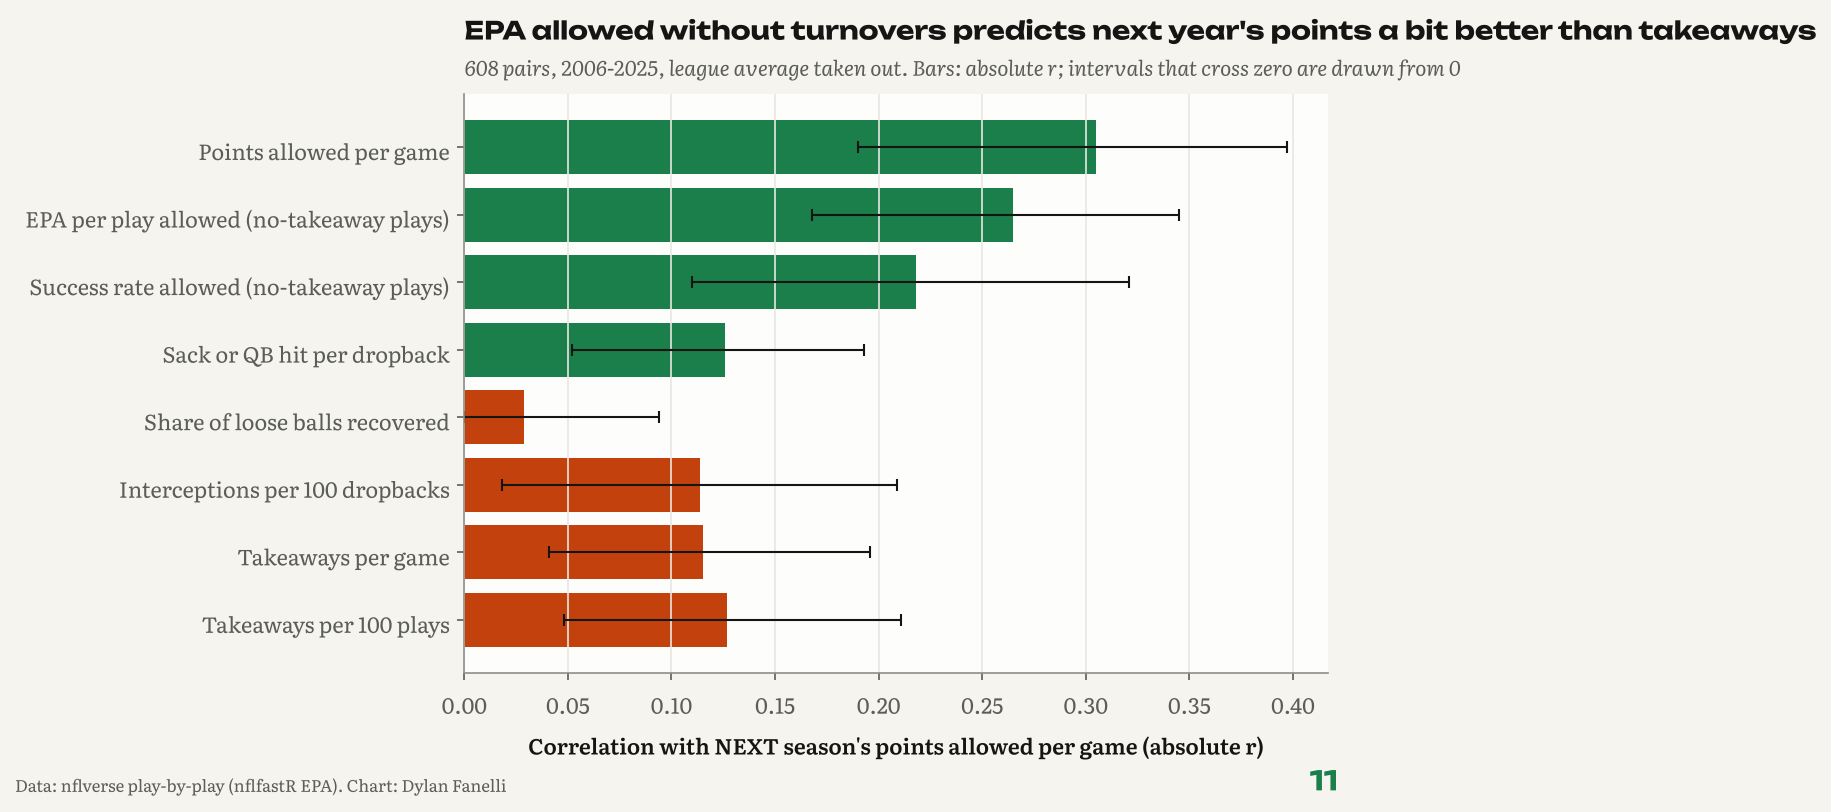 EPA allowed without turnovers predicts next year's points a bit better than takeaways
608 pairs, 2006-2025, league average taken out. Bars: absolute r; intervals that cross zero are drawn from 0
Points allowed per game
EPA per play allowed (no-takeaway plays)
Success rate allowed (no-takeaway plays)
Sack or QB hit per dropback
Share of loose balls recovered
Interceptions per 100 dropbacks
Takeaways per game
Takeaways per 100 plays
0.00 0.05 0.10 0.15 0.20 0.25 0.30 0.35 0.40
Correlation with NEXT season's points allowed per game (absolute r)
Data: nflverse play-by-play (nflfastR EPA). Chart: Dylan Fanelli
11